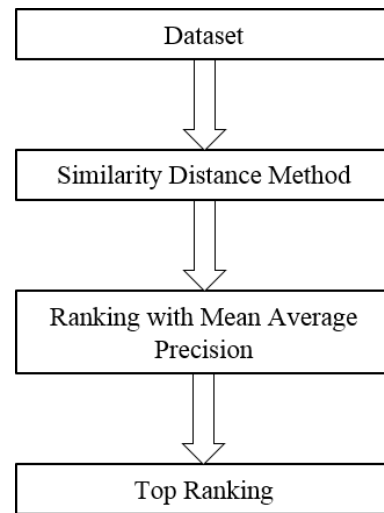 Dataset
Similarity Distance Method
Ranking with Mean Average
Precision
Top Ranking